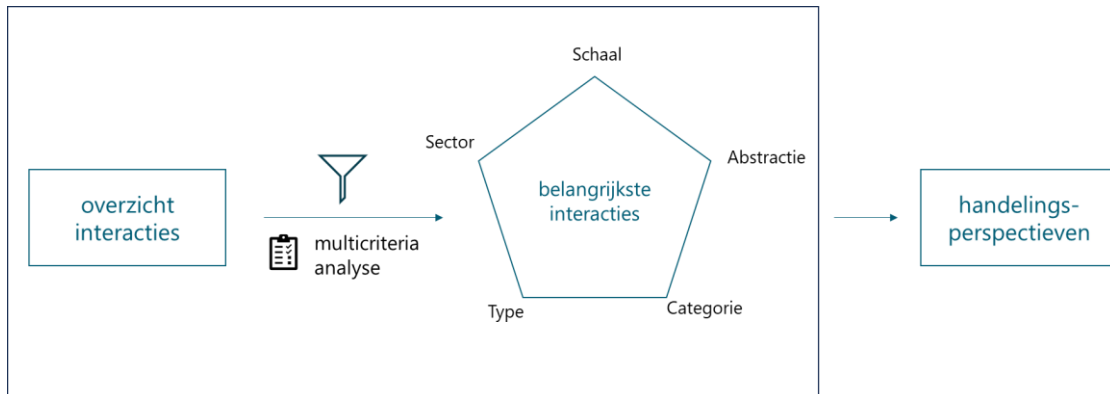 overzicht
interacties
multicriteria
analyse
Schaal
Sector
Abstractie
belangrijkste
interacties
Type
Categorie
handelings-
perspectieven